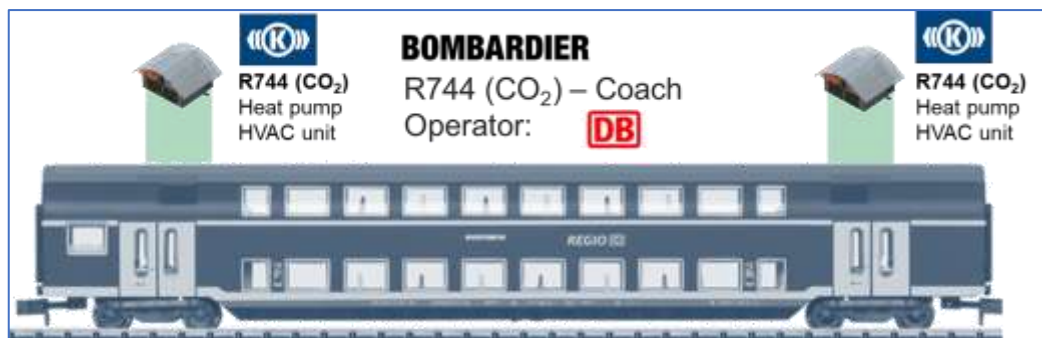 ((K))
R744 (CO₂)
Heat pump
HVAC unit
BOMBARDIER
R744 (CO₂) – Coach
Operator: DB
((K))
R744 (CO₂)
Heat pump
HVAC unit
REGIO DB